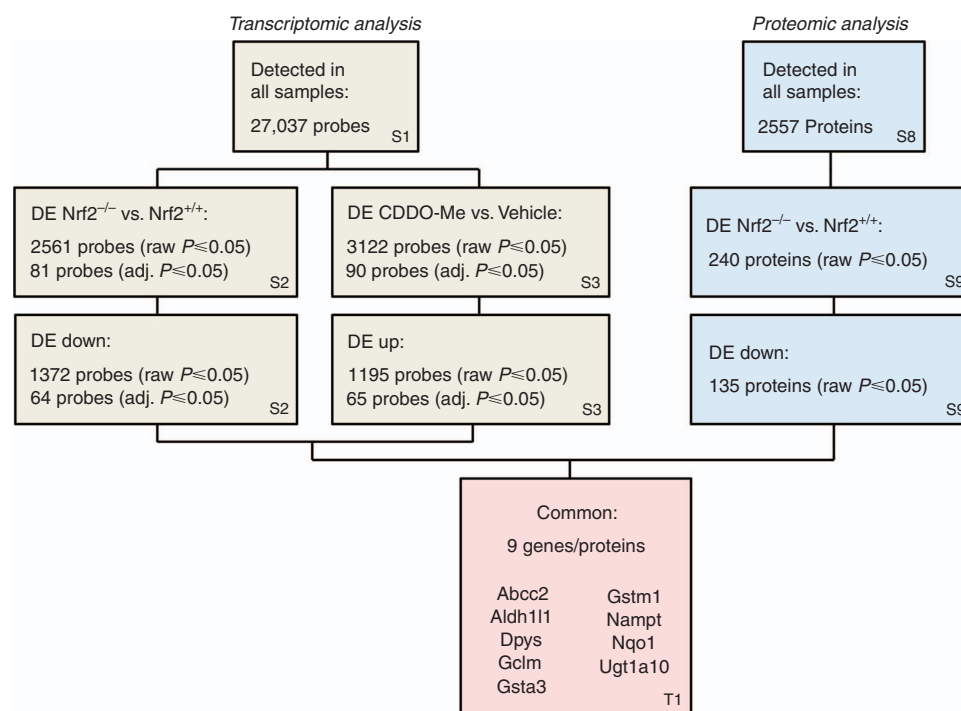 Transcriptomic analysis
Proteomic analysis
Detected in
all samples:
27,037 probes
S1
Detected in
all samples:
2557 Proteins
S8
DE Nrf2–/– vs. Nrf2+/+:
2561 probes (raw P≤0.05)
81 probes (adj. P≤0.05)
S2
DE CDDO-Me vs. Vehicle:
3122 probes (raw P≤0.05)
90 probes (adj. P≤0.05)
S3
DE Nrf2–/– vs. Nrf2+/+:
240 proteins (raw P≤0.05)
S9
DE down:
1372 probes (raw P≤0.05)
64 probes (adj. P≤0.05)
S2
DE up:
1195 probes (raw P≤0.05)
65 probes (adj. P≤0.05)
S3
DE down:
135 proteins (raw P≤0.05)
S9
Common:
9 genes/proteins
Abcc2
Aldh1l1
Dpys
Gclm
Gsta3
Gstm1
Nampt
Nqo1
Ugt1a10
T1